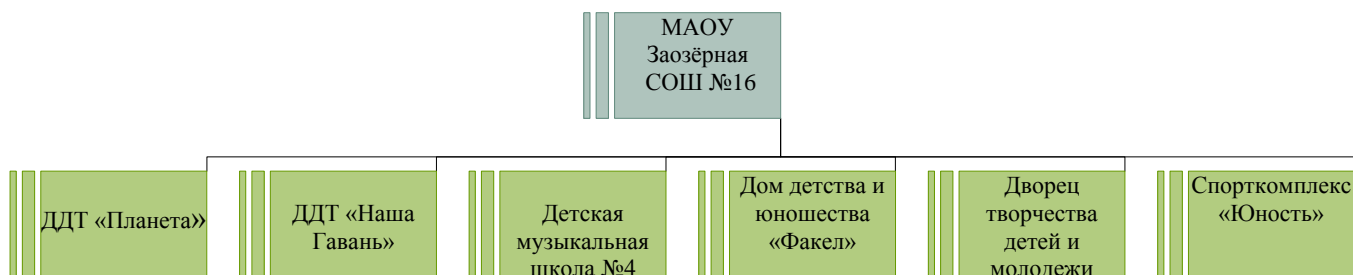 МАОУ
Заозёрная
СОШ №16
ДДТ «Планета»
ДДТ «Наша
Гавань»
Детская
музыкальная
школа №4
Дом детства и
юношества
«Факел»
Дворец
творчества
детей и
молодежи
Спорткомплекс
«Юность»